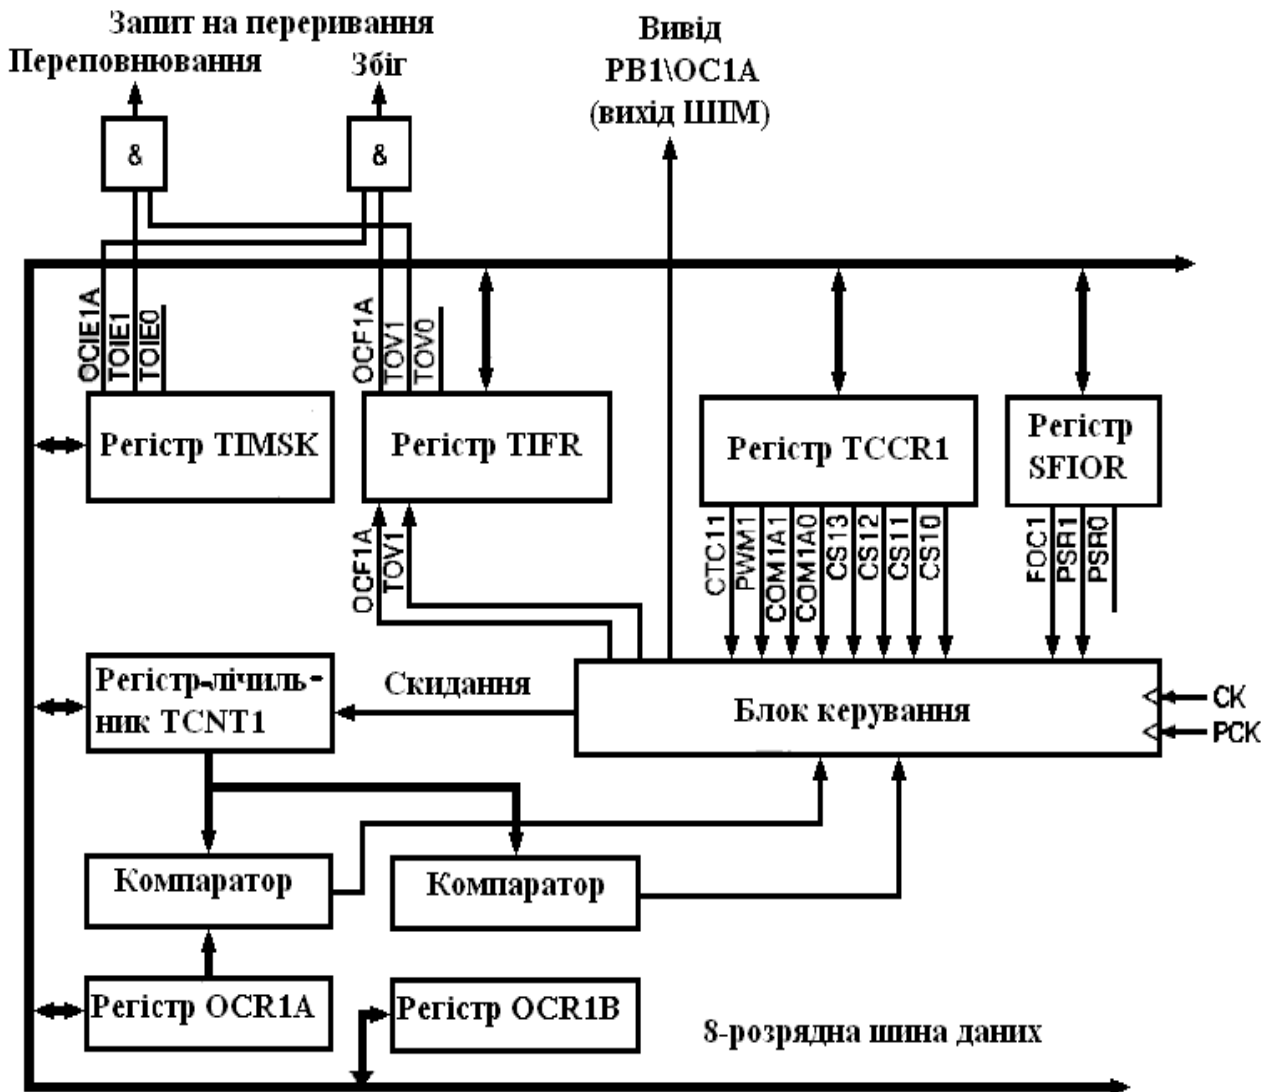 Запит на переривання
Переповнювання
Збіг
Вивід
PB1\OC1A
(вихід ШІМ)
&
&
OCIE1A
TOIE1
TOIE0
OCF1A
TOV1
TOV0
Регістр TIMSK
Регістр TIFR
Регістр TCCR1
Регістр
SFIOR
OCF1A
TOV1
CTC11
PWM1
COM1A1
COM1A0
CS13
CS12
CS11
CS10
FOC1
PSR1
PSR0
Регістр-лічиль-
ник TCNT1
Скидання
Блок керування
CK
PCK
Компаратор
Компаратор
Регістр OCR1A
Регістр OCR1B
8-розрядна шина даних